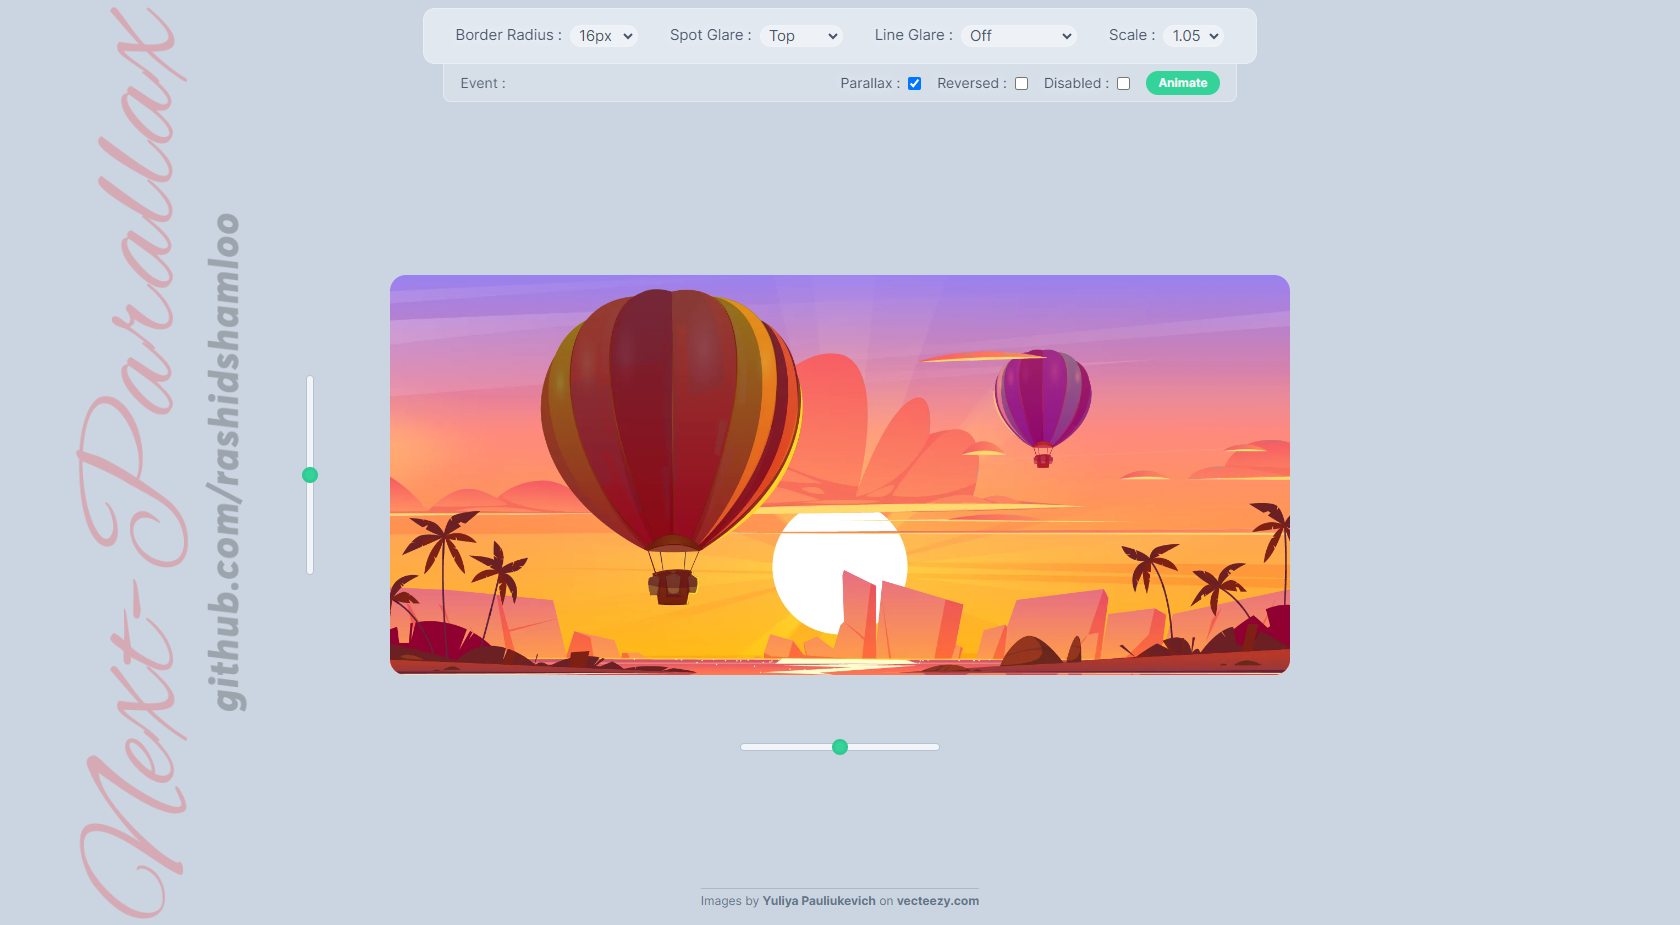 Border Radius : 16px Spot Glare : Top Line Glare : Off Scale : 1.05
Event : Parallax : Reversed : Disabled : Animate
Next-Parallax
github.com/rashidshamloo
Images by Yuliya Pauliukevich on vecteezy.com